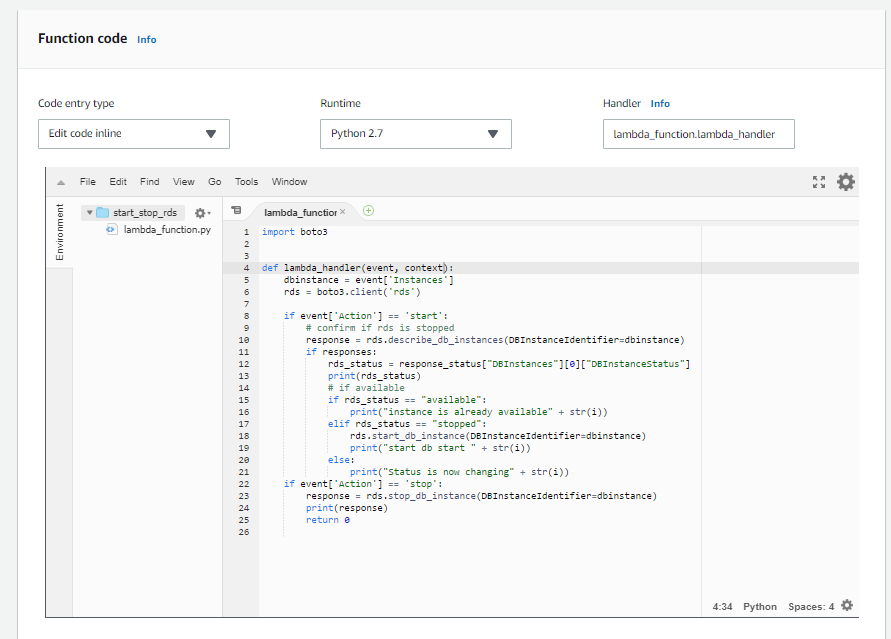 Function code Info
Code entry type Runtime Handler Info
Edit code inline Python 2.7 lambda_function.lambda_handler
File Edit Find View Go Tools Window
Environment
start_stop_rds
lambda_function.py
lambda_function ×
1 import boto3
2
3
4 def lambda_handler(event, context):
5     dbinstance = event['Instances']
6     rds = boto3.client('rds')
7
8     if event['Action'] == 'start':
9         # confirm if rds is stopped
10         response = rds.describe_db_instances(DBInstanceIdentifier=dbinstance)
11         if responses:
12             rds_status = response_status["DBInstances"][0]["DBInstanceStatus"]
13             print(rds_status)
14             # if available
15             if rds_status == "available":
16                 print("instance is already available" + str(i))
17             elif rds_status == "stopped":
18                 rds.start_db_instance(DBInstanceIdentifier=dbinstance)
19                 print("start db start " + str(i))
20             else:
21                 print("Status is now changing" + str(i))
22     if event['Action'] == 'stop':
23         response = rds.stop_db_instance(DBInstanceIdentifier=dbinstance)
24         print(response)
25         return 0
26
4:34 Python Spaces: 4